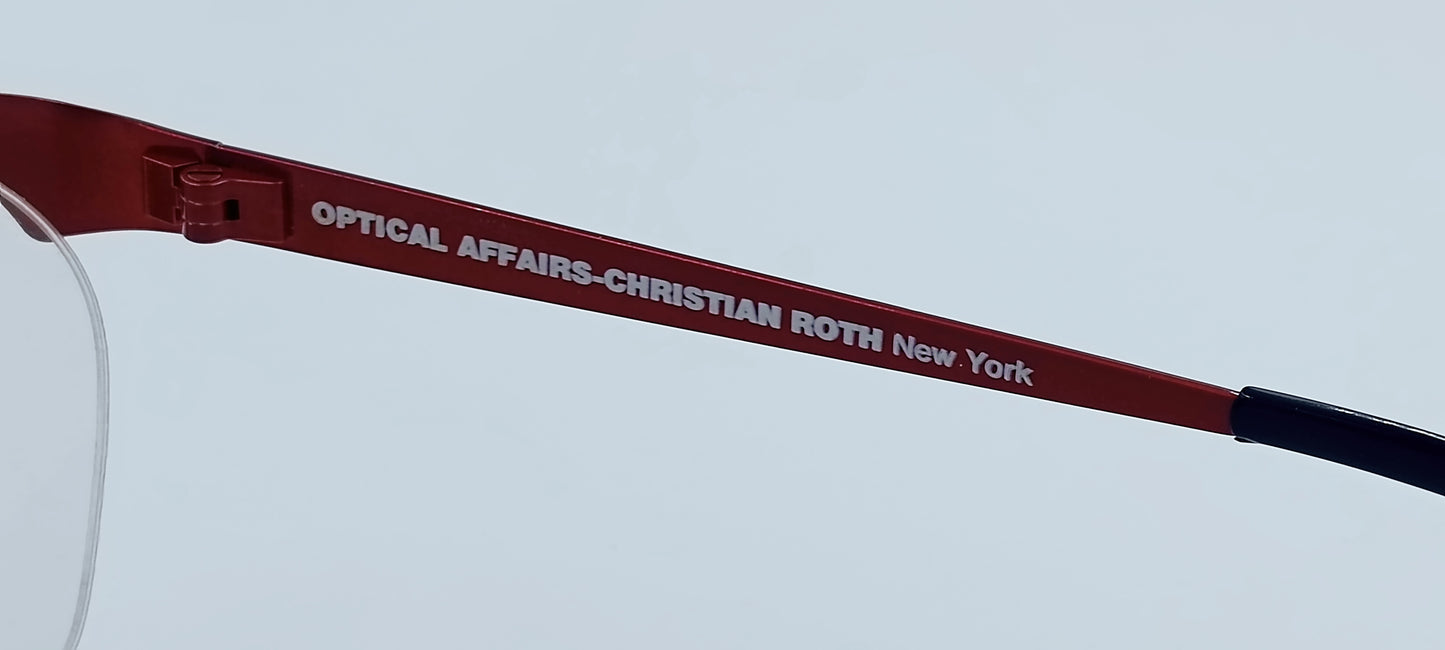 OPTICAL AFFAIRS-CHRISTIAN ROTH New York